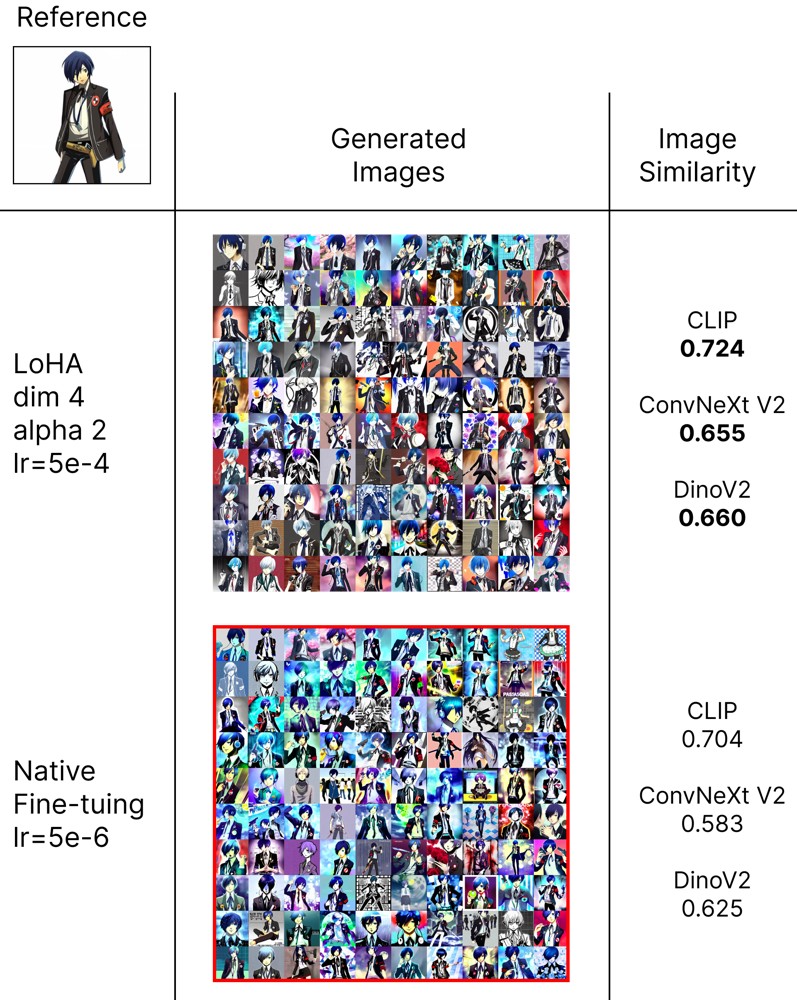 Reference
Generated
Images
Image
Similarity
LoHA
dim 4
alpha 2
lr=5e-4
CLIP
0.724
ConvNeXt V2
0.655
DinoV2
0.660
Native
Fine-tuing
lr=5e-6
CLIP
0.704
ConvNeXt V2
0.583
DinoV2
0.625